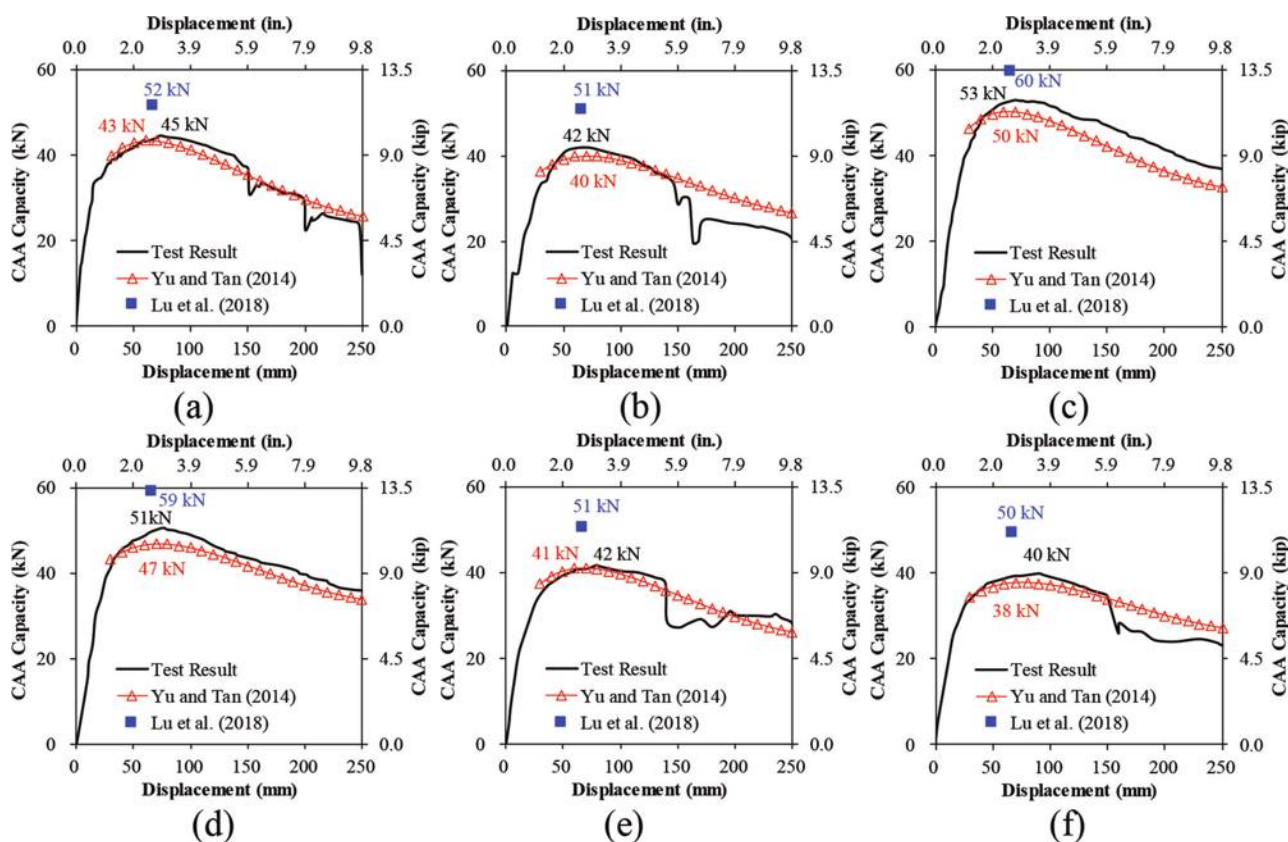 Displacement (in.)
0.0 2.0 3.9 5.9 7.9 9.8
60 13.5
52 kN
43 kN 45 kN
40 9.0
20 4.5
Test Result
Yu and Tan (2014)
Lu et al. (2018)
0 0.0
0 50 100 150 200 250
Displacement (mm)
CAA Capacity (kN)
CAA Capacity (kip)
(a)
Displacement (in.)
0.0 2.0 3.9 5.9 7.9 9.8
60 13.5
51 kN
42 kN
40 9.0
40 kN
20 4.5
Test Result
Yu and Tan (2014)
Lu et al. (2018)
0 0.0
0 50 100 150 200 250
Displacement (mm)
CAA Capacity (kN)
CAA Capacity (kip)
(b)
Displacement (in.)
0.0 2.0 3.9 5.9 7.9 9.8
60 13.5
60 kN
53 kN
50 kN
40 9.0
20 4.5
Test Result
Yu and Tan (2014)
Lu et al. (2018)
0 0.0
0 50 100 150 200 250
Displacement (mm)
CAA Capacity (kN)
CAA Capacity (kip)
(c)
Displacement (in.)
0.0 2.0 3.9 5.9 7.9 9.8
60 13.5
59 kN
51kN
47 kN
40 9.0
20 4.5
Test Result
Yu and Tan (2014)
Lu et al. (2018)
0 0.0
0 50 100 150 200 250
Displacement (mm)
CAA Capacity (kN)
CAA Capacity (kip)
(d)
Displacement (in.)
0.0 2.0 3.9 5.9 7.9 9.8
60 13.5
51 kN
41 kN 42 kN
40 9.0
20 4.5
Test Result
Yu and Tan (2014)
Lu et al. (2018)
0 0.0
0 50 100 150 200 250
Displacement (mm)
CAA Capacity (kN)
CAA Capacity (kip)
(e)
Displacement (in.)
0.0 2.0 3.9 5.9 7.9 9.8
60 13.5
50 kN
40 kN
40 9.0
38 kN
20 4.5
Test Result
Yu and Tan (2014)
Lu et al. (2018)
0 0.0
0 50 100 150 200 250
Displacement (mm)
CAA Capacity (kN)
CAA Capacity (kip)
(f)